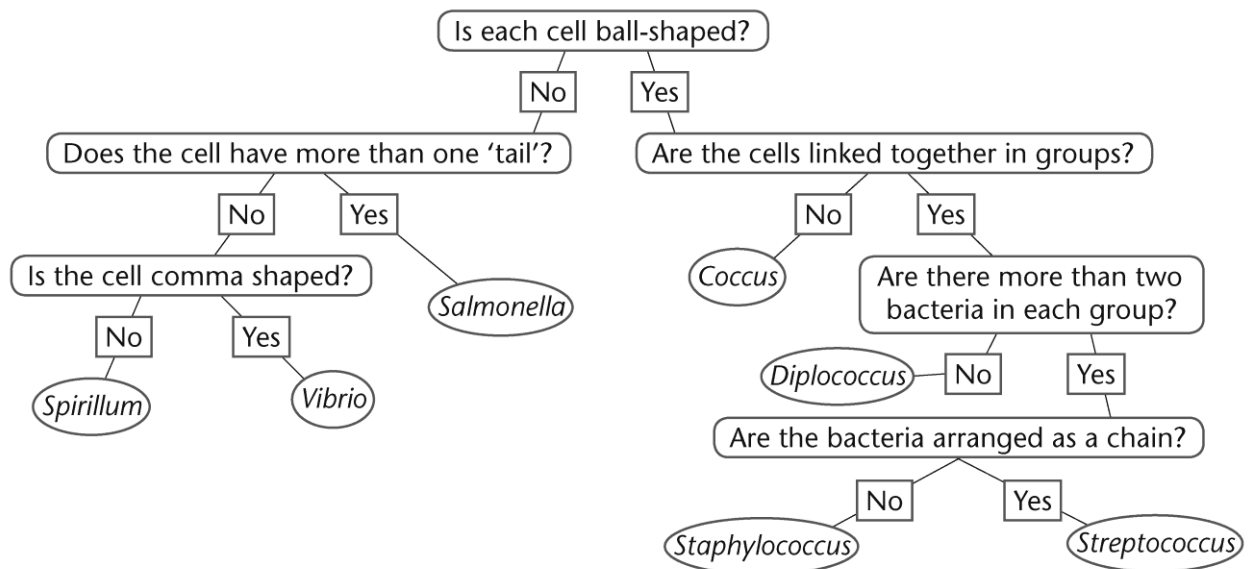 Is each cell ball-shaped?
No
Yes
Does the cell have more than one ‘tail’?
Are the cells linked together in groups?
No
Yes
No
Yes
Is the cell comma shaped?
Salmonella
Coccus
Are there more than two
bacteria in each group?
No
Yes
Diplococcus
No
Yes
Spirillum
Vibrio
Are the bacteria arranged as a chain?
No
Yes
Staphylococcus
Streptococcus